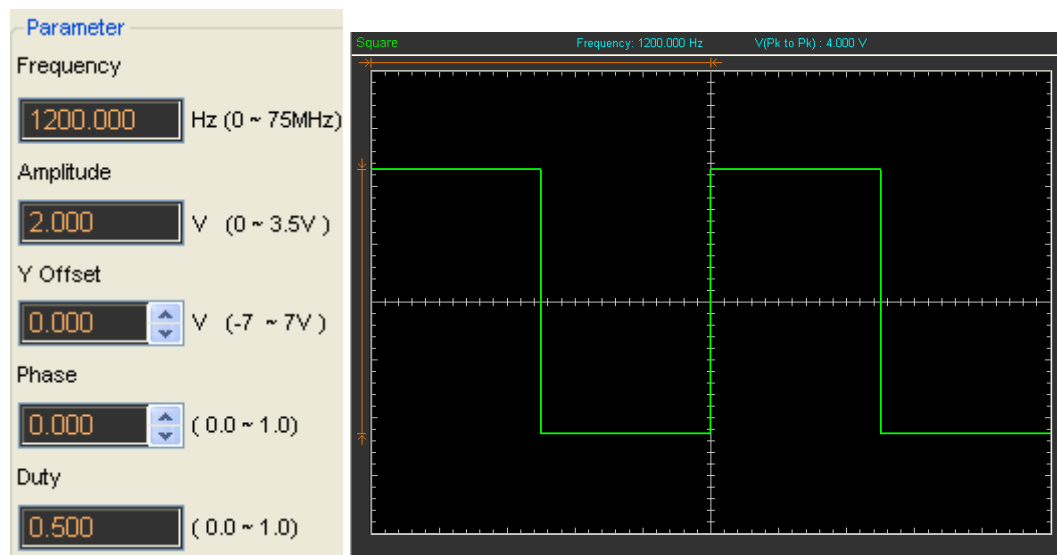 Parameter
Frequency
1200.000 Hz (0 ~ 75MHz)
Amplitude
2.000 V (0 ~ 3.5V )
Y Offset
0.000 V (-7 ~ 7V )
Phase
0.000 ( 0.0 ~ 1.0)
Duty
0.500 ( 0.0 ~ 1.0)
Square Frequency: 1200.000 Hz V(Pk to Pk) : 4.000 V